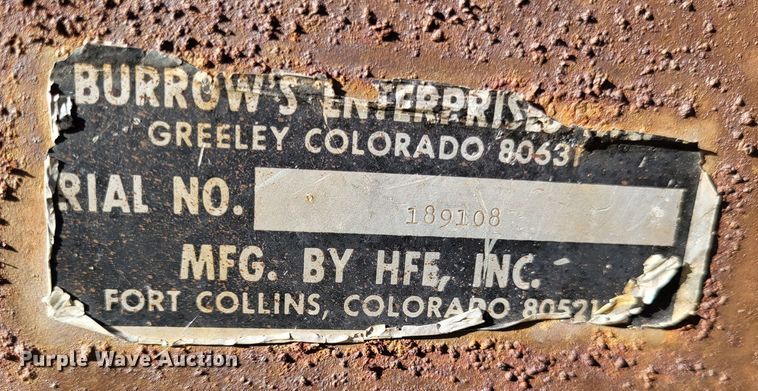 BURROW'S ENTERPRISES
GREELEY COLORADO 80631
RIAL NO. 189108
MFG. BY HFE, INC.
FORT COLLINS, COLORADO 80521
Purple Wave Auction